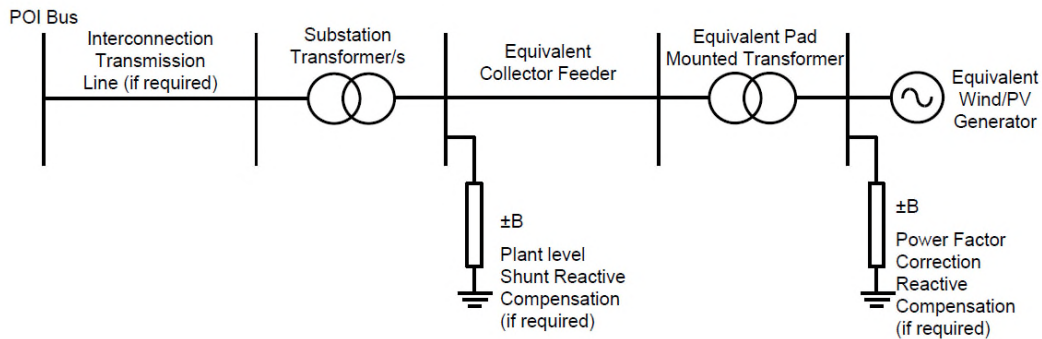 POI Bus
Interconnection
Transmission
Line (if required)
Substation
Transformer/s
Equivalent
Collector Feeder
Equivalent Pad
Mounted Transformer
Equivalent
Wind/PV
Generator
±B
Plant level
Shunt Reactive
Compensation
(if required)
±B
Power Factor
Correction
Reactive
Compensation
(if required)